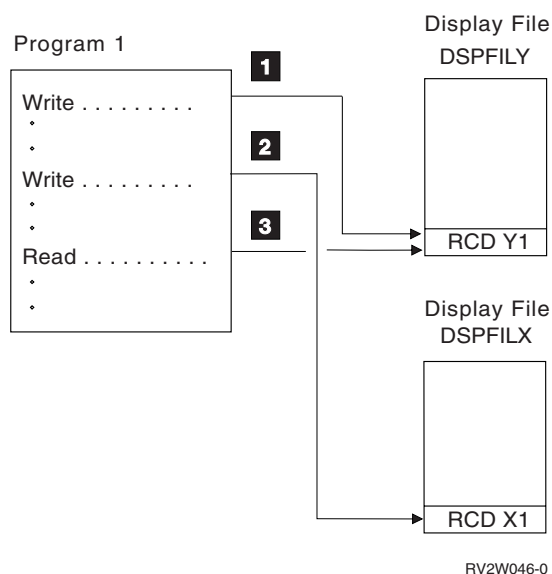 Program 1
Write . . . . . . . . .
Write . . . . . . . . .
Read . . . . . . . . . .
1
2
3
Display File
DSPFILY
RCD Y1
Display File
DSPFILX
RCD X1
RV2W046-0